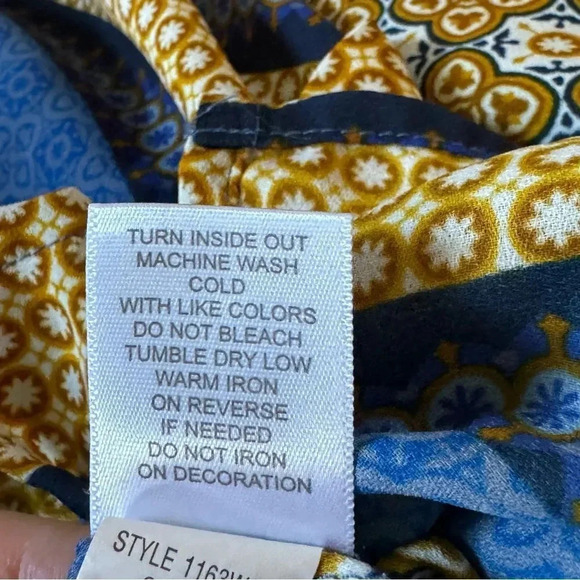 TURN INSIDE OUT
MACHINE WASH
COLD
WITH LIKE COLORS
DO NOT BLEACH
TUMBLE DRY LOW
WARM IRON
ON REVERSE
IF NEEDED
DO NOT IRON
ON DECORATION
STYLE